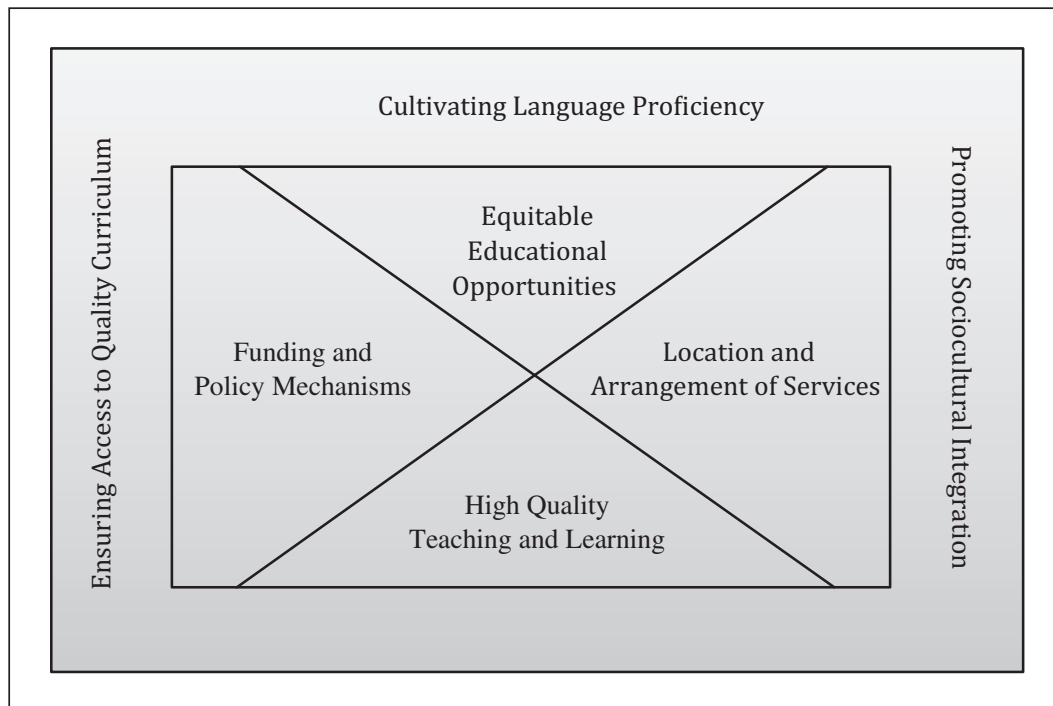 Cultivating Language Proficiency
Ensuring Access to Quality Curriculum
Promoting Sociocultural Integration
Equitable
Educational
Opportunities
Funding and
Policy Mechanisms
Location and
Arrangement of Services
High Quality
Teaching and Learning